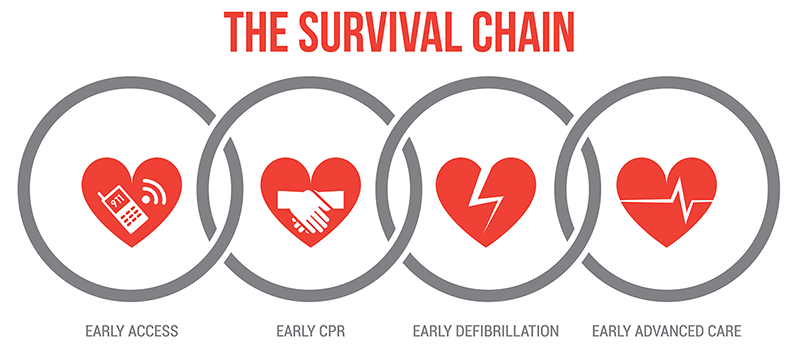 THE SURVIVAL CHAIN
911
EARLY ACCESS
EARLY CPR
EARLY DEFIBRILLATION
EARLY ADVANCED CARE